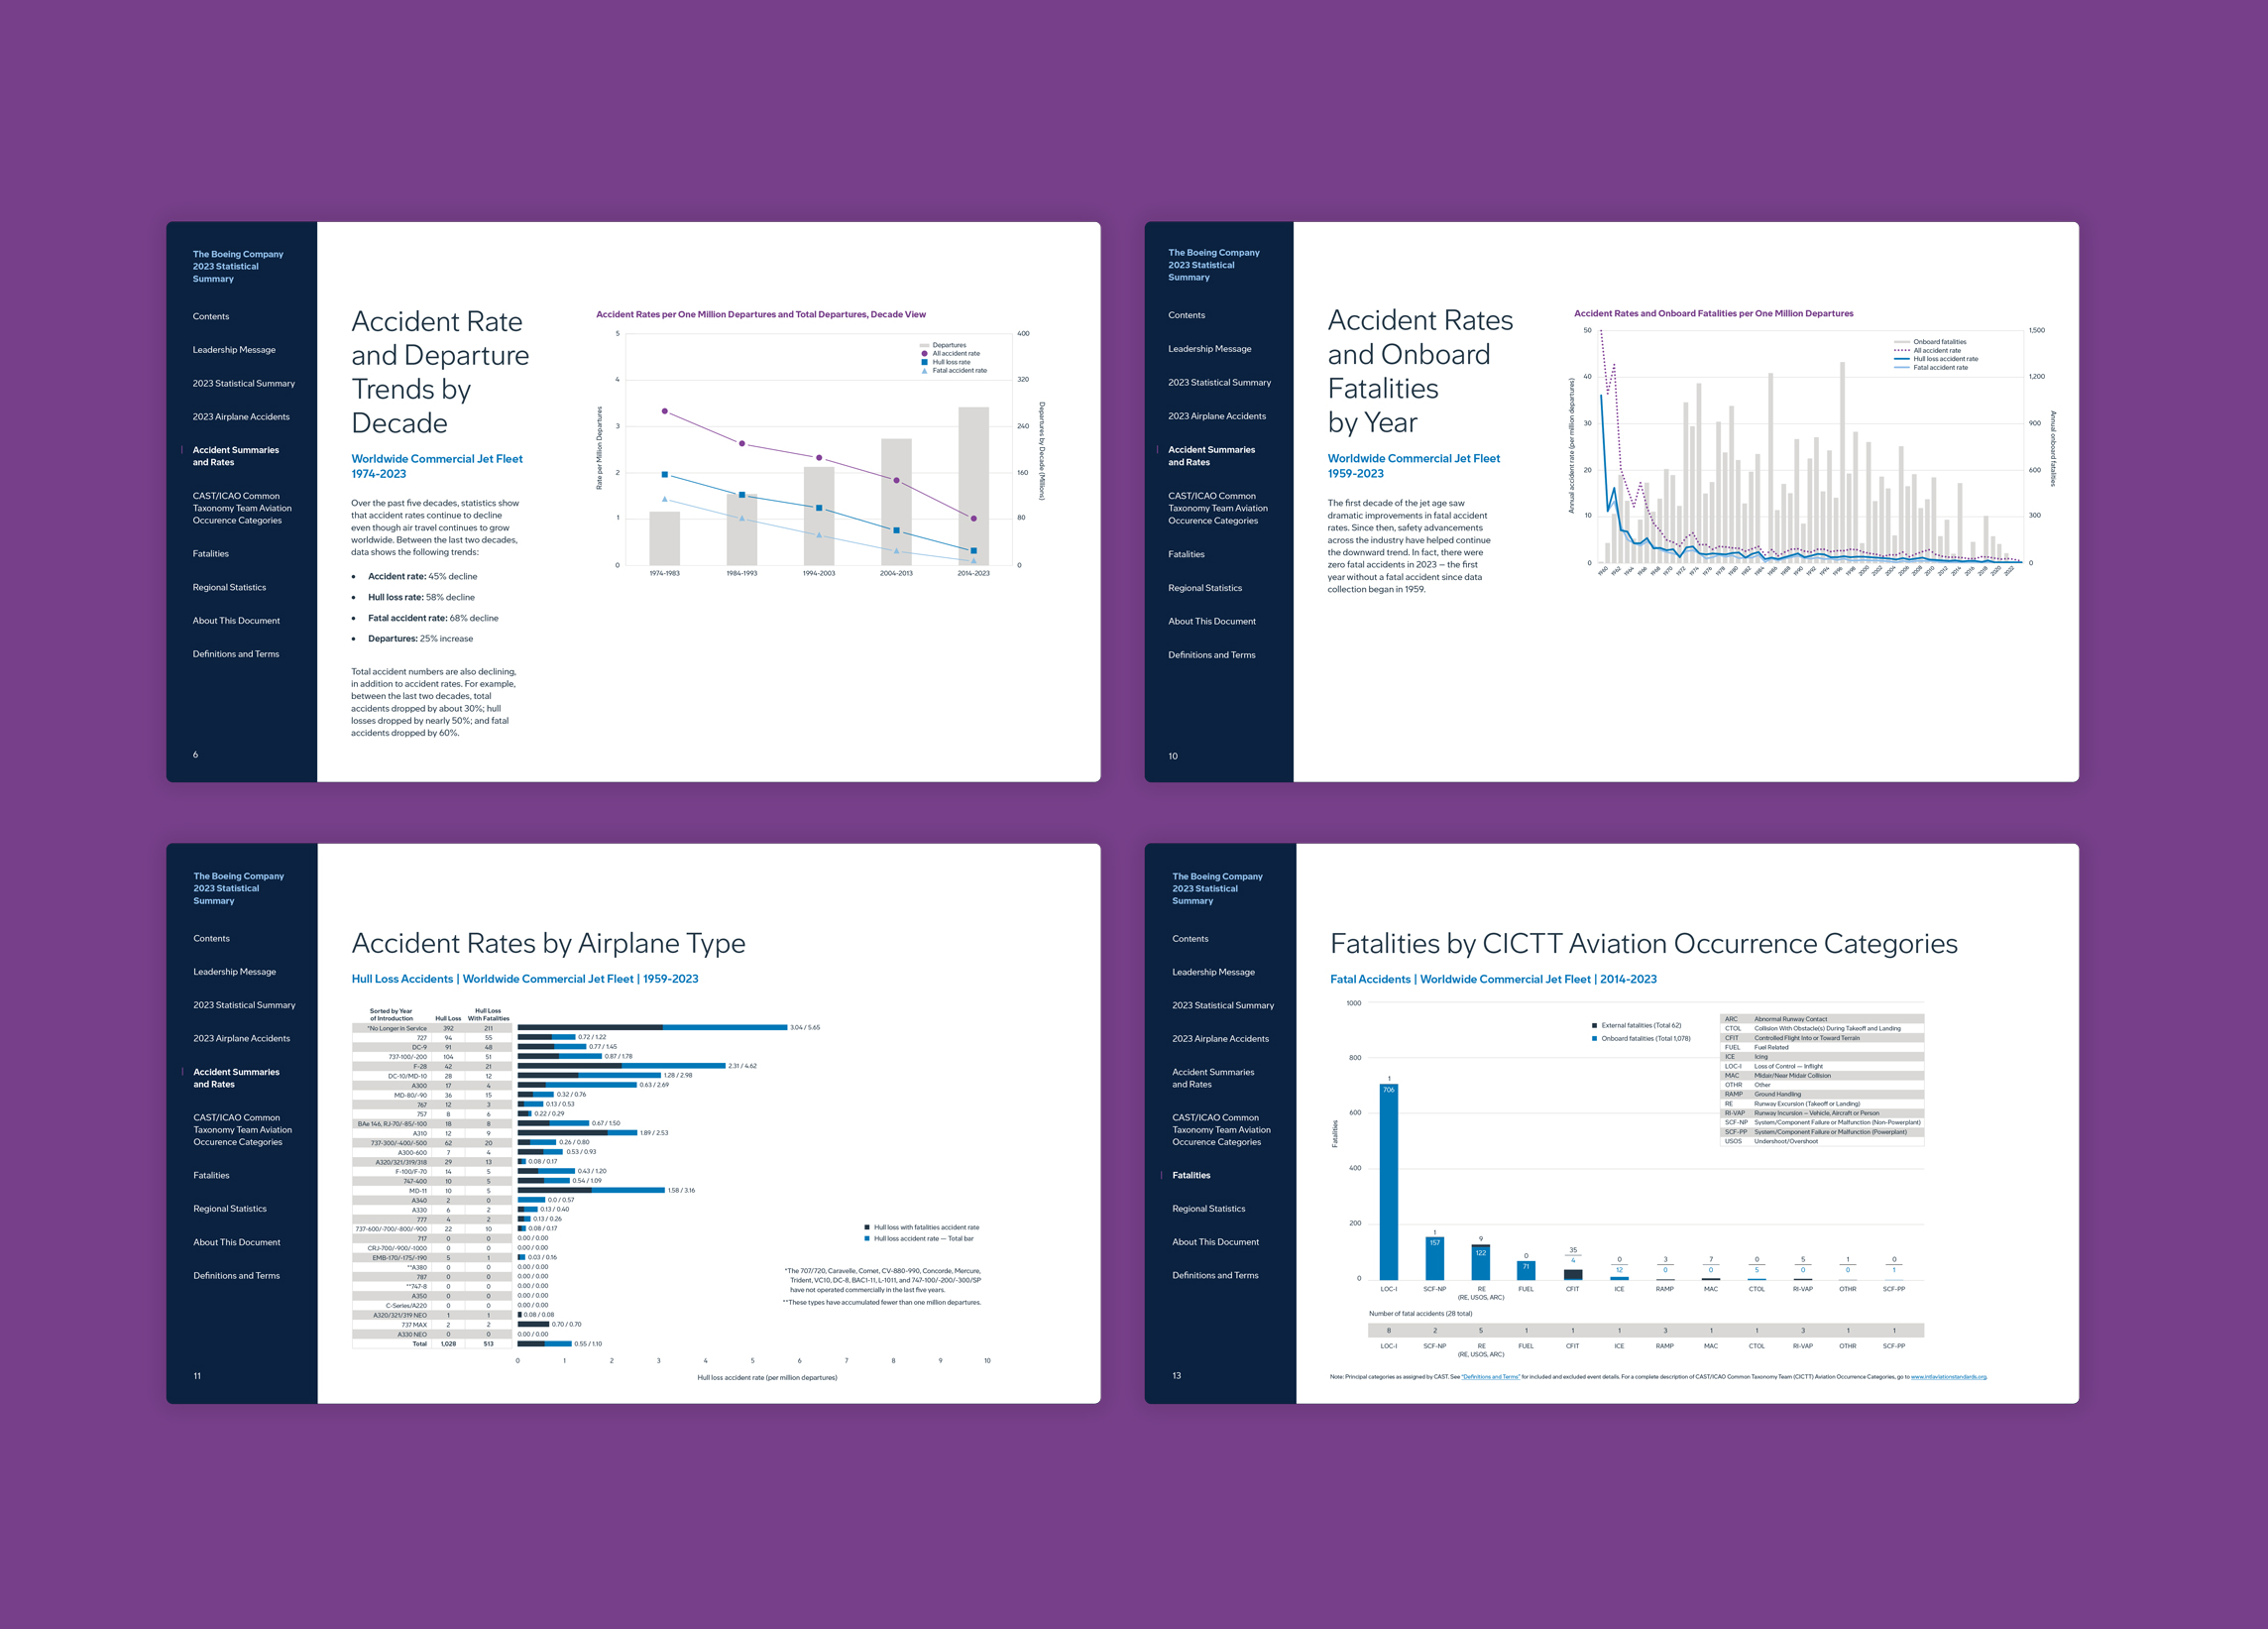 The Boeing Company
2023 Statistical
Summary
Contents
Leadership Message
2023 Statistical Summary
2023 Airplane Accidents
Accident Summaries
and Rates
CAST/ICAO Common
Taxonomy Team Aviation
Occurence Categories
Fatalities
Regional Statistics
About This Document
Definitions and Terms
6
Accident Rate
and Departure
Trends by
Decade
Worldwide Commercial Jet Fleet
1974-2023
Over the past five decades, statistics show
that accident rates continue to decline
even though air travel continues to grow
worldwide. Between the last two decades,
data shows the following trends:
• Accident rate: 45% decline
• Hull loss rate: 58% decline
• Fatal accident rate: 68% decline
• Departures: 25% increase
Total accident numbers are also declining,
in addition to accident rates. For example,
between the last two decades, total
accidents dropped by about 30%; hull
losses dropped by nearly 50%; and fatal
accidents dropped by 60%.
Accident Rates per One Million Departures and Total Departures, Decade View
Rate per Million Departures
5
4
3
2
1
0
Departures
All accident rate
Hull loss rate
Fatal accident rate
400
320
240
160
80
0
Departures by Decade (Millions)
1974-1983 1984-1993 1994-2003 2004-2013 2014-2023
The Boeing Company
2023 Statistical
Summary
Contents
Leadership Message
2023 Statistical Summary
2023 Airplane Accidents
Accident Summaries
and Rates
CAST/ICAO Common
Taxonomy Team Aviation
Occurence Categories
Fatalities
Regional Statistics
About This Document
Definitions and Terms
10
Accident Rates
and Onboard
Fatalities
by Year
Worldwide Commercial Jet Fleet
1959-2023
The first decade of the jet age saw
dramatic improvements in fatal accident
rates. Since then, safety advancements
across the industry have helped continue
the downward trend. In fact, there were
zero fatal accidents in 2023 — the first
year without a fatal accident since data
collection began in 1959.
Accident Rates and Onboard Fatalities per One Million Departures
Annual accident rate (per million departures)
50
40
30
20
10
0
Onboard fatalities
All accident rate
Hull loss accident rate
Fatal accident rate
1,500
1,200
900
600
300
0
Annual onboard fatalities
1960 1962 1964 1966 1968 1970 1972 1974 1976 1978 1980 1982 1984 1986 1988 1990 1992 1994 1996 1998 2000 2002 2004 2006 2008 2010 2012 2014 2016 2018 2020 2022
The Boeing Company
2023 Statistical
Summary
Contents
Leadership Message
2023 Statistical Summary
2023 Airplane Accidents
Accident Summaries
and Rates
CAST/ICAO Common
Taxonomy Team Aviation
Occurence Categories
Fatalities
Regional Statistics
About This Document
Definitions and Terms
11
Accident Rates by Airplane Type
Hull Loss Accidents | Worldwide Commercial Jet Fleet | 1959-2023
Sorted by Year
of Introduction
Hull Loss
Hull Loss
With Fatalities
*No Longer in Service 392 211 3.04 / 5.65
727 94 55 0.72 / 1.22
DC-9 91 48 0.77 / 1.45
737-100/-200 104 51 0.87 / 1.78
F-28 42 21 2.31 / 4.62
DC-10/MD-10 28 12 1.28 / 2.98
A300 17 4 0.63 / 2.69
MD-80/-90 36 15 0.32 / 0.76
767 12 3 0.13 / 0.53
757 8 6 0.22 / 0.29
BAe 146, RJ-70/-85/-100 18 8 0.67 / 1.50
A310 12 9 1.89 / 2.53
737-300/-400/-500 62 20 0.26 / 0.80
A300-600 7 4 0.53 / 0.93
A320/321/319/318 29 13 0.08 / 0.17
F-100/F-70 14 5 0.43 / 1.20
747-400 10 5 0.54 / 1.09
MD-11 10 5 1.58 / 3.16
A340 2 0 0.0 / 0.57
A330 6 2 0.13 / 0.40
777 4 2 0.13 / 0.26
737-600/-700/-800/-900 22 10 0.08 / 0.17
717 0 0 0.00 / 0.00
CRJ-700/-900/-1000 0 0 0.00 / 0.00
EMB-170/-175/-190 5 1 0.03 / 0.16
**A380 0 0 0.00 / 0.00
787 0 0 0.00 / 0.00
**747-8 0 0 0.00 / 0.00
A350 0 0 0.00 / 0.00
C-Series/A220 0 0 0.00 / 0.00
A320/321/319 NEO 1 1 0.08 / 0.08
737 MAX 2 2 0.70 / 0.70
A330 NEO 0 0 0.00 / 0.00
Total 1,028 513 0.55 / 1.10
Hull loss with fatalities accident rate
Hull loss accident rate — Total bar
*The 707/720, Caravelle, Comet, CV-880-990, Concorde, Mercure,
Trident, VC10, DC-8, BAC1-11, L-1011, and 747-100/-200/-300/SP
have not operated commercially in the last five years.
**These types have accumulated fewer than one million departures.
0 1 2 3 4 5 6 7 8 9 10
Hull loss accident rate (per million departures)
The Boeing Company
2023 Statistical
Summary
Contents
Leadership Message
2023 Statistical Summary
2023 Airplane Accidents
Accident Summaries
and Rates
CAST/ICAO Common
Taxonomy Team Aviation
Occurence Categories
Fatalities
Regional Statistics
About This Document
Definitions and Terms
13
Fatalities by CICTT Aviation Occurrence Categories
Fatal Accidents | Worldwide Commercial Jet Fleet | 2014-2023
Fatalities
1000
800
600
400
200
0
External fatalities (Total 62)
Onboard fatalities (Total 1,078)
ARC Abnormal Runway Contact
CTOL Collision With Obstacle(s) During Takeoff and Landing
CFIT Controlled Flight Into or Toward Terrain
FUEL Fuel Related
ICE Icing
LOC-I Loss of Control — Inflight
MAC Midair/Near Midair Collision
OTHR Other
RAMP Ground Handling
RE Runway Excursion (Takeoff or Landing)
RI-VAP Runway Incursion – Vehicle, Aircraft or Person
SCF-NP System/Component Failure or Malfunction (Non-Powerplant)
SCF-PP System/Component Failure or Malfunction (Powerplant)
USOS Undershoot/Overshoot
1 1 9 0 35 0 3 7 0 5 1 0
706 157 122 71 4 12 0 0 5 0 0 1
LOC-I SCF-NP RE FUEL CFIT ICE RAMP MAC CTOL RI-VAP OTHR SCF-PP
(RE, USOS, ARC)
Number of fatal accidents (28 total)
8 2 5 1 1 1 3 1 1 3 1 1
LOC-I SCF-NP RE FUEL CFIT ICE RAMP MAC CTOL RI-VAP OTHR SCF-PP
(RE, USOS, ARC)
Note: Principal categories as assigned by CAST. See "Definitions and Terms" for included and excluded event details. For a complete description of CAST/ICAO Common Taxonomy Team (CICTT) Aviation Occurrence Categories, go to www.intlaviationstandards.org.